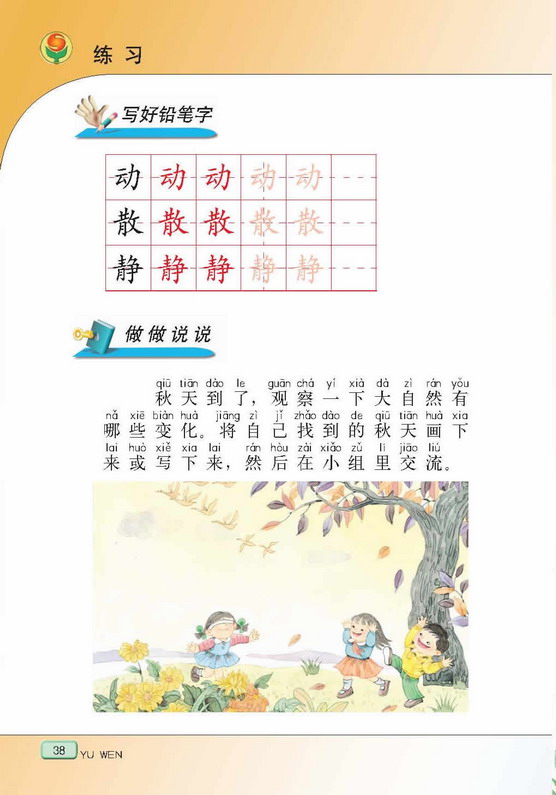 练习
写好铅笔字
动 动 动 动 动
散 散 散 散 散
静 静 静 静 静
做做说说
qiū tiān dào le guān chá yí xià dà zì rán yǒu
秋天到了，观察一下大自然有
nǎ xiē biàn huà jiāng zì jǐ zhǎo dào de qiū tiān huà xia
哪些变化。将自己找到的秋天画下
lai huò xiě xia lai rán hòu zài xiǎo zǔ li jiāo liú
来或写下来，然后在小组里交流。
38 YU WEN